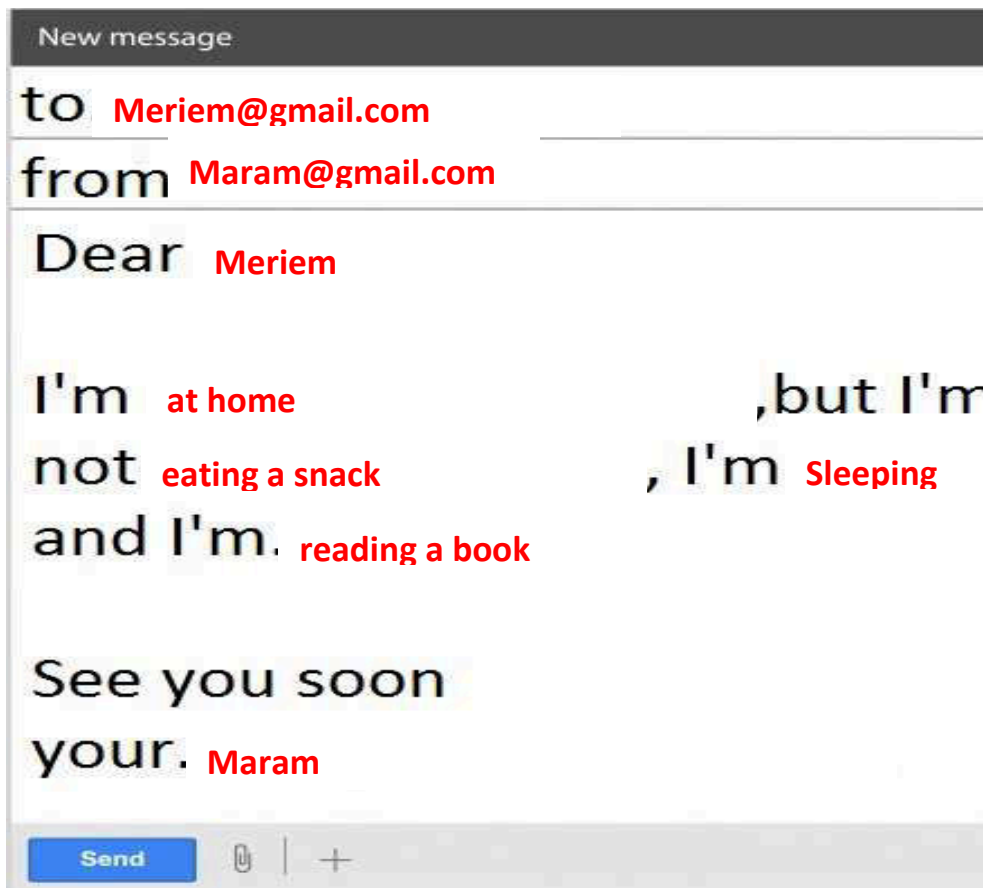 New message
to Meriem@gmail.com
from Maram@gmail.com
Dear Meriem
I'm at home ,but I'm
not eating a snack , I'm Sleeping
and I'm. reading a book
See you soon
your. Maram
Send